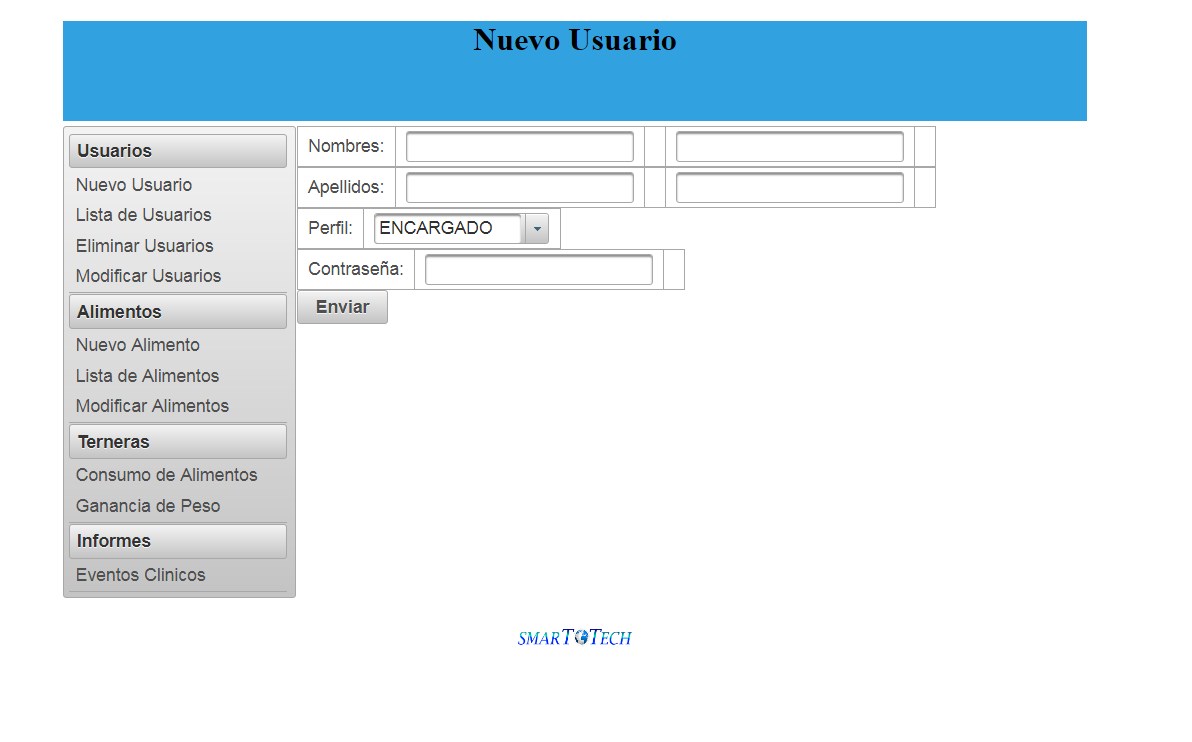 Nuevo Usuario
Usuarios
Nuevo Usuario
Lista de Usuarios
Eliminar Usuarios
Modificar Usuarios
Alimentos
Nuevo Alimento
Lista de Alimentos
Modificar Alimentos
Terneras
Consumo de Alimentos
Ganancia de Peso
Informes
Eventos Clinicos
Nombres:
Apellidos:
Perfil: ENCARGADO
Contraseña:
Enviar
SMARTOTECH